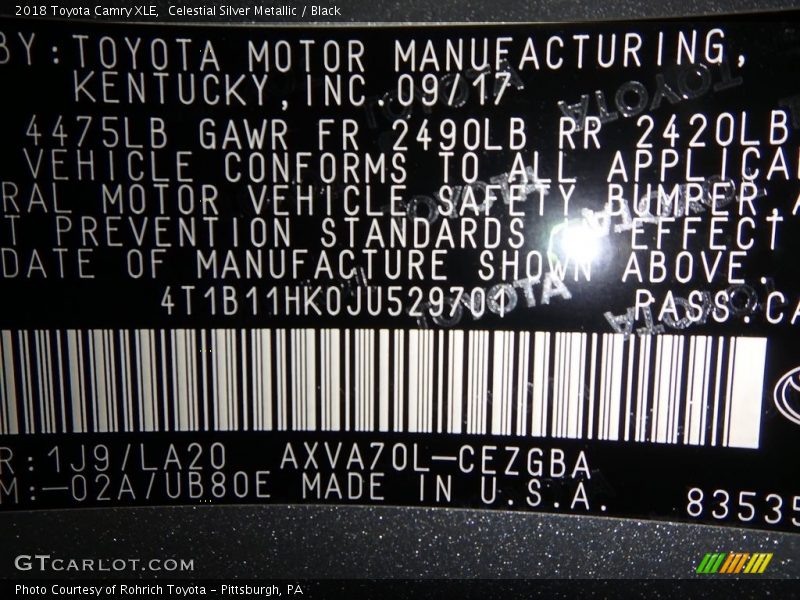 2018 Toyota Camry XLE,  Celestial Silver Metallic / Black
BY: TOYOTA MOTOR MANUFACTURING,
KENTUCKY, INC. 09/17
4475LB GAWR FR 2490LB RR 2420LB
VEHICLE CONFORMS TO ALL APPLICA
RAL MOTOR VEHICLE SAFETY, BUMPER, A
T PREVENTION STANDARDS EFFECT
DATE OF MANUFACTURE SHOWN ABOVE.
4T1B11HK0JU529701 PASS.CA
R:1J9/LA20 AXVA70L-CEZGBA
M:-02A/UB80E MADE IN U.S.A.
83535
GTCARLOT.COM
Photo Courtesy of Rohrich Toyota - Pittsburgh, PA